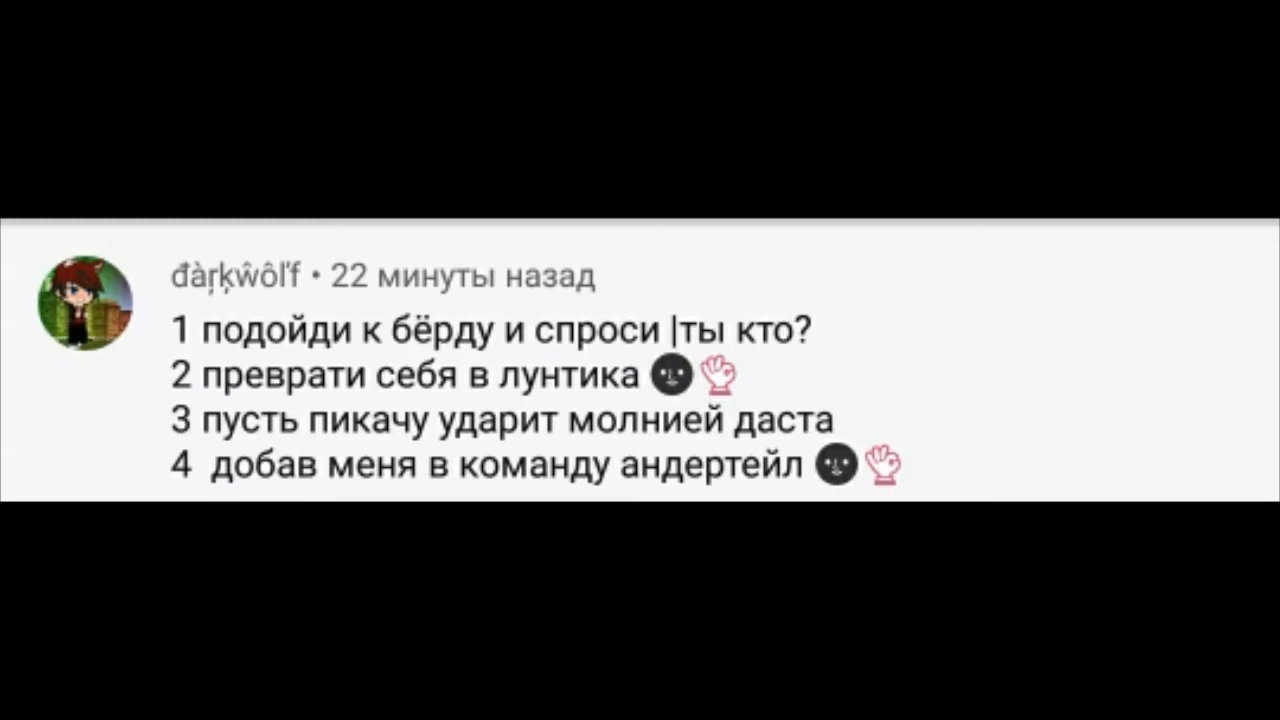 đàŗķŵôľf • 22 минуты назад
1 подойди к бёрду и спроси |ты кто?
2 преврати себя в лунтика 🌚👌
3 пусть пикачу ударит молнией даста
4 добав меня в команду андертейл 🌚👌